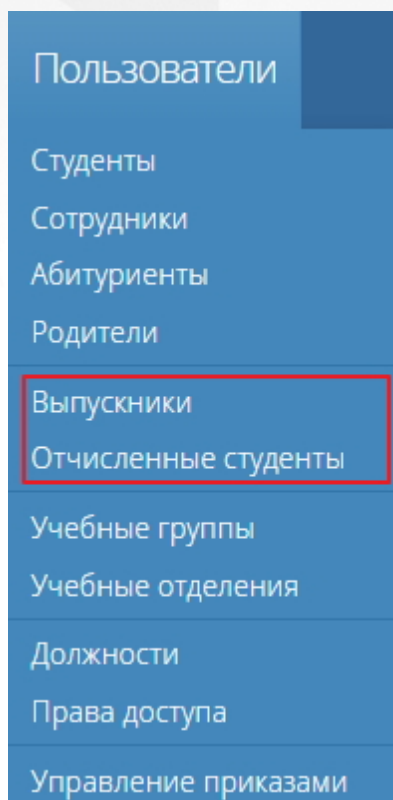 Пользователи
Студенты
Сотрудники
Абитуриенты
Родители
Выпускники
Отчисленные студенты
Учебные группы
Учебные отделения
Должности
Права доступа
Управление приказами